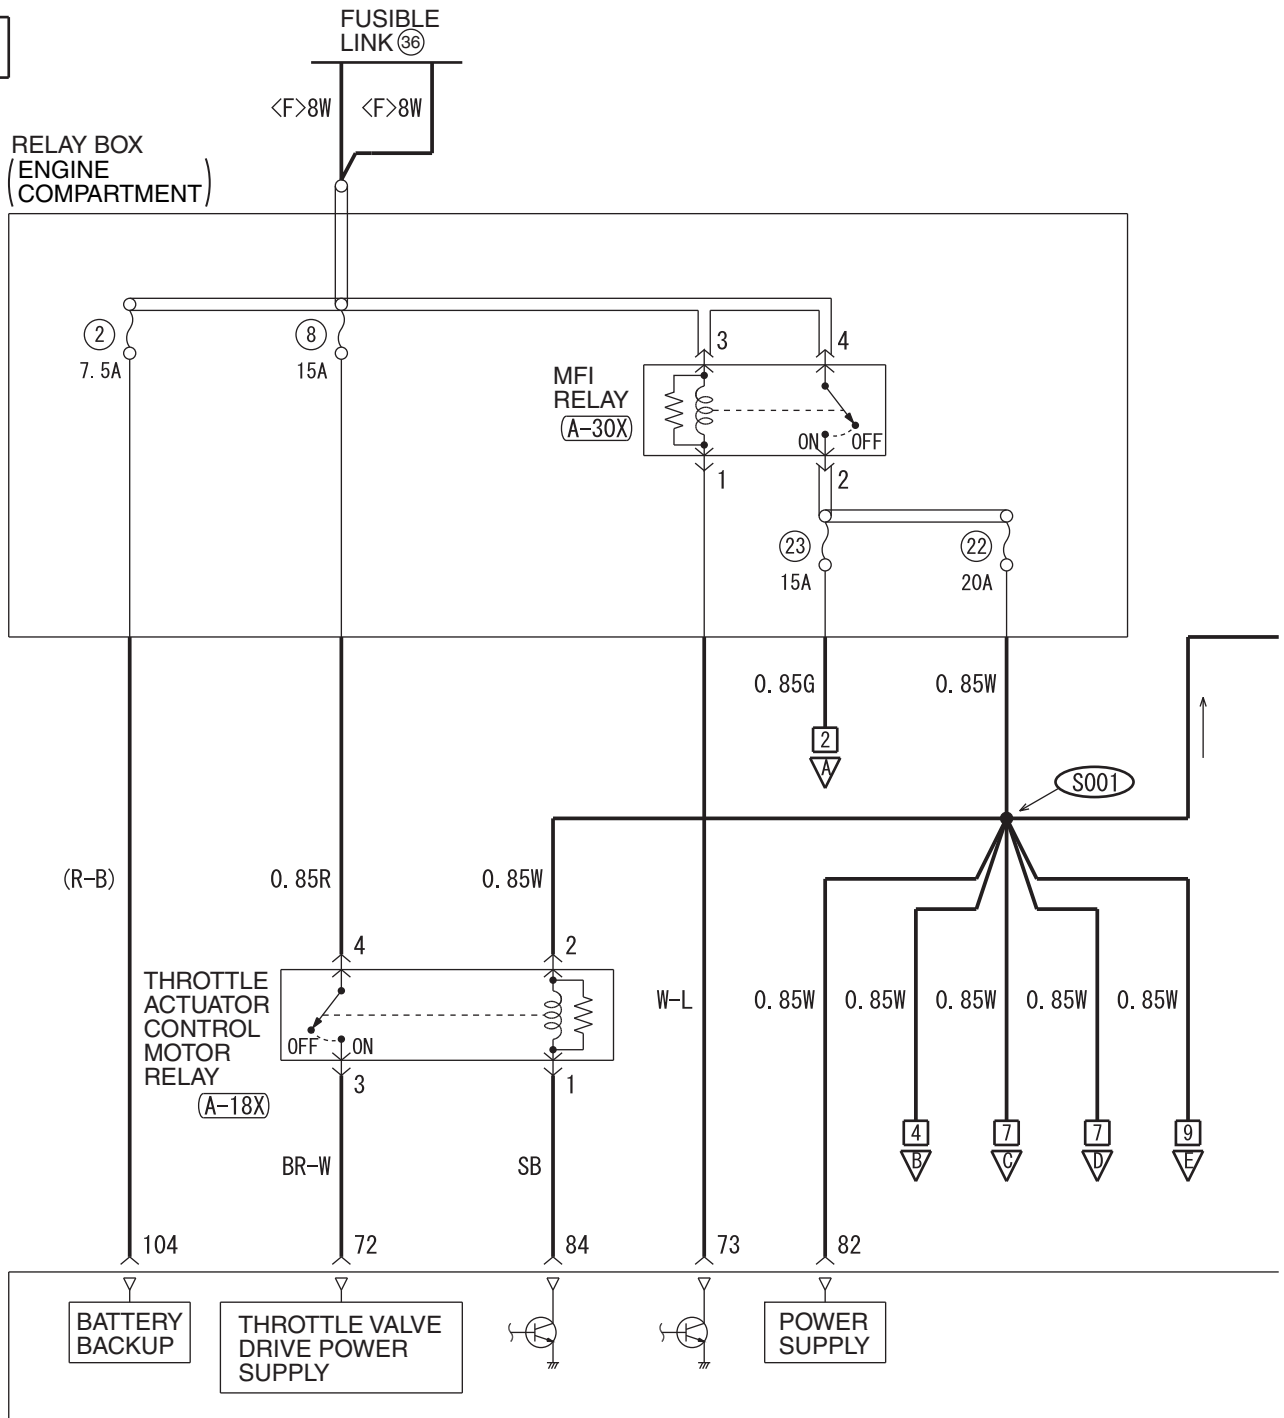 FUSIBLE
LINK 36
<F>8W <F>8W
RELAY BOX
(ENGINE
COMPARTMENT)
2
7.5A
8
15A
3
4
MFI
RELAY
A-30X
ON OFF
1
2
23
15A
22
20A
0.85G
0.85W
2
A
S001
(R-B)
0.85R
0.85W
4
2
THROTTLE
ACTUATOR
CONTROL
MOTOR
RELAY
A-18X
OFF ON
3
1
W-L
0.85W
0.85W
0.85W
0.85W
0.85W
4
B
7
C
7
D
9
E
BR-W
SB
104
72
84
73
82
BATTERY
BACKUP
THROTTLE VALVE
DRIVE POWER
SUPPLY
POWER
SUPPLY